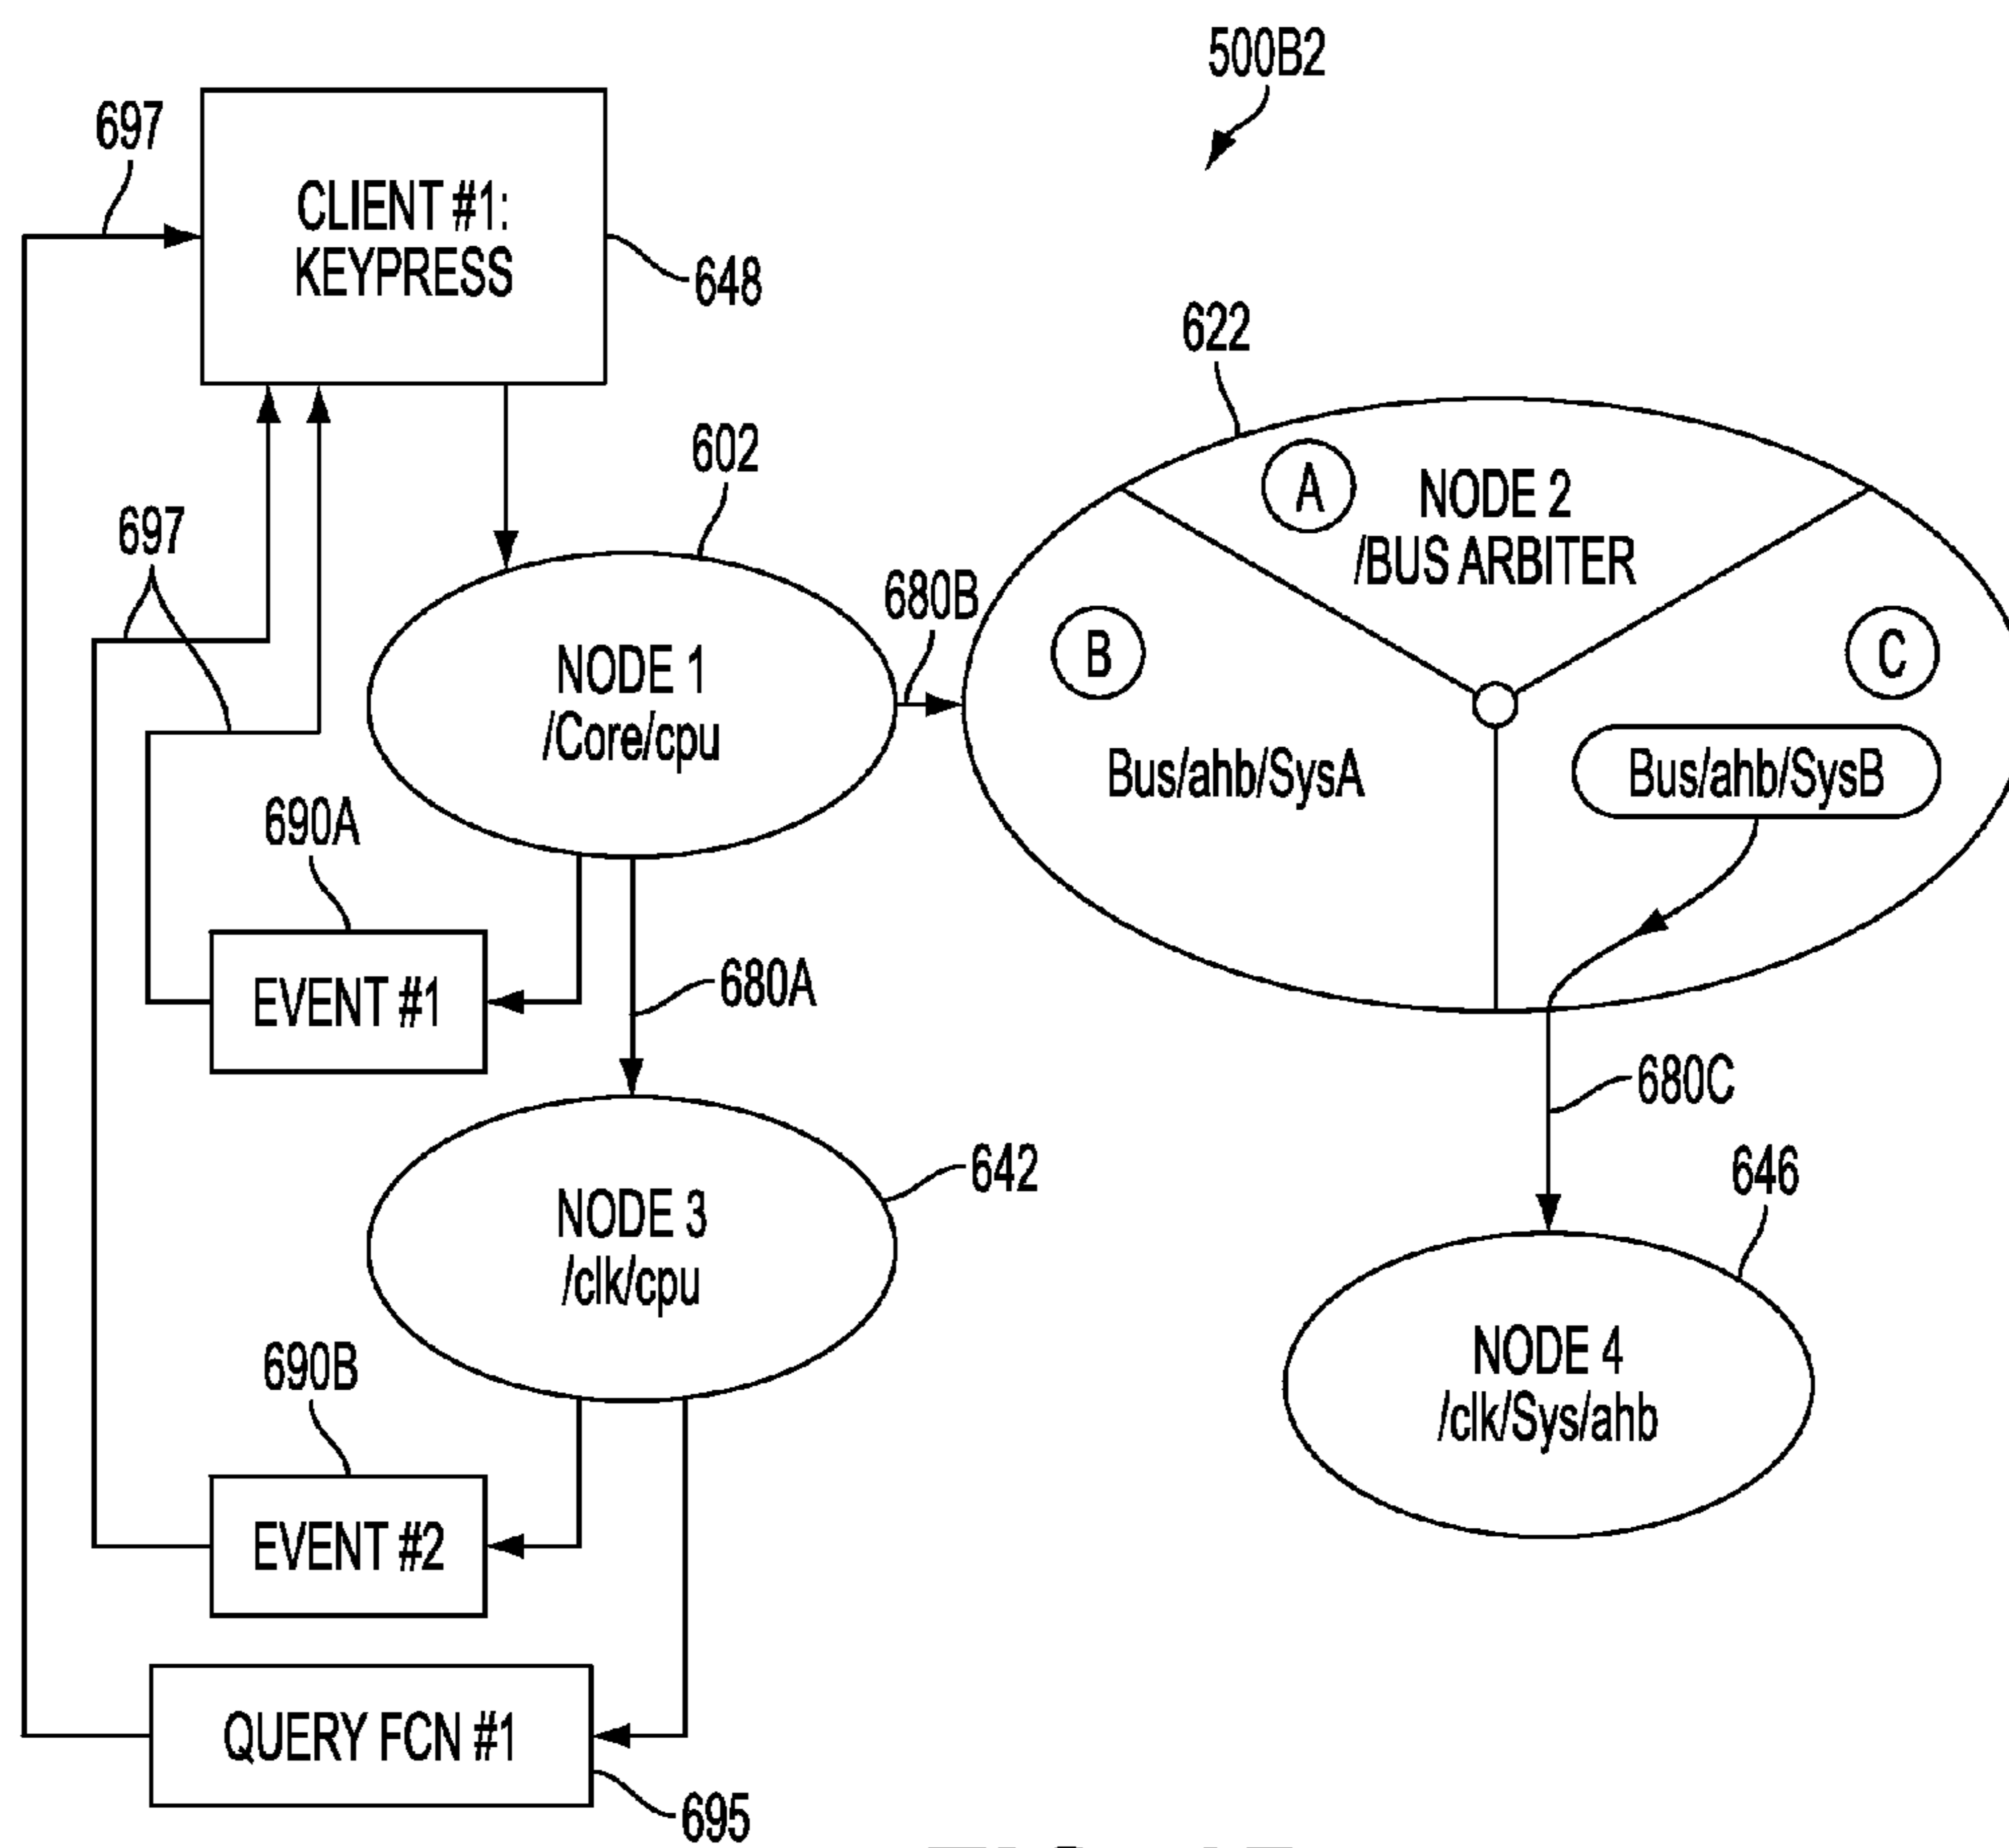 500B2
697
CLIENT #1:
KEYPRESS
648
622
602
697
A
NODE 2
/BUS ARBITER
680B
B
C
NODE 1
/Core/cpu
Bus/ahb/SysA
Bus/ahb/SysB
690A
EVENT #1
680A
680C
642
646
NODE 3
/clk/cpu
690B
NODE 4
/clk/Sys/ahb
EVENT #2
QUERY FCN #1
695